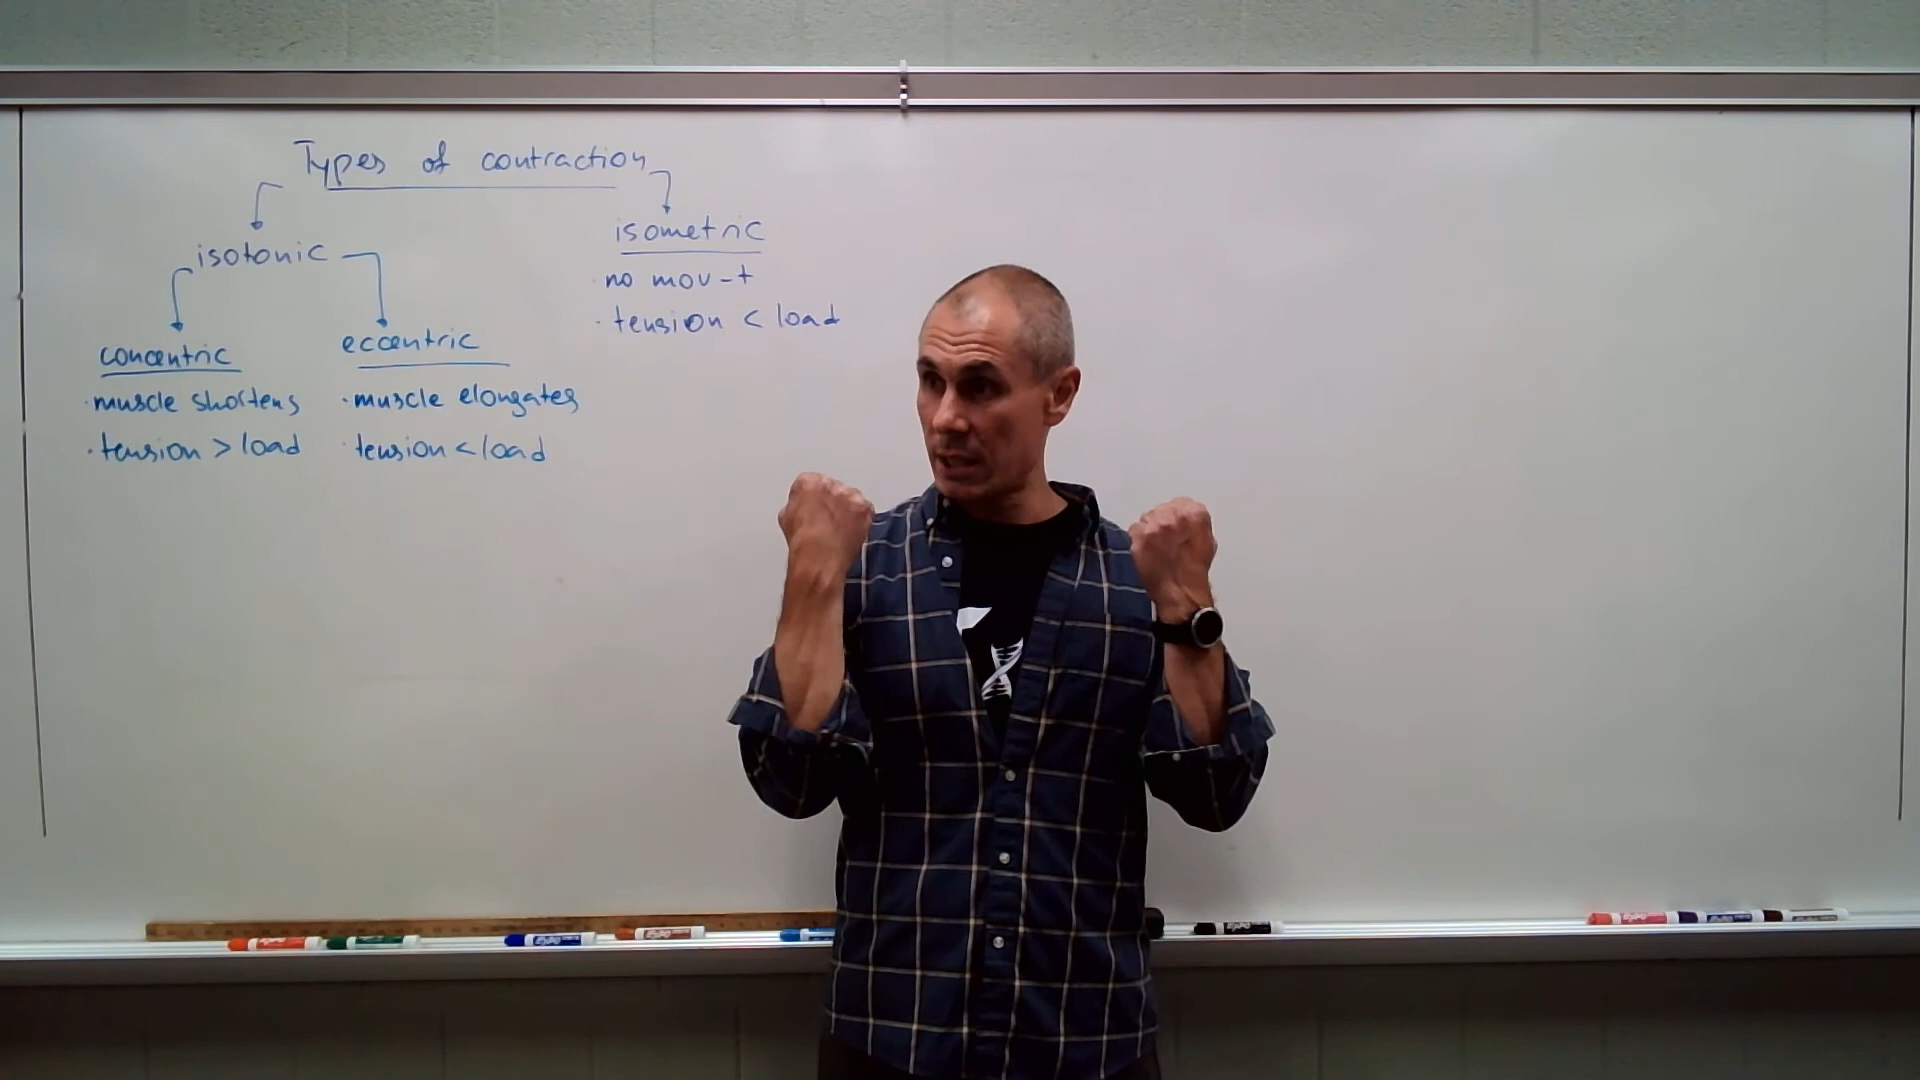 Types of contraction
isotonic
concentric
• muscle shortens
• tension > load
eccentric
• muscle elongates
• tension < load
isometric
• no mov-t
• tension < load
EXPO